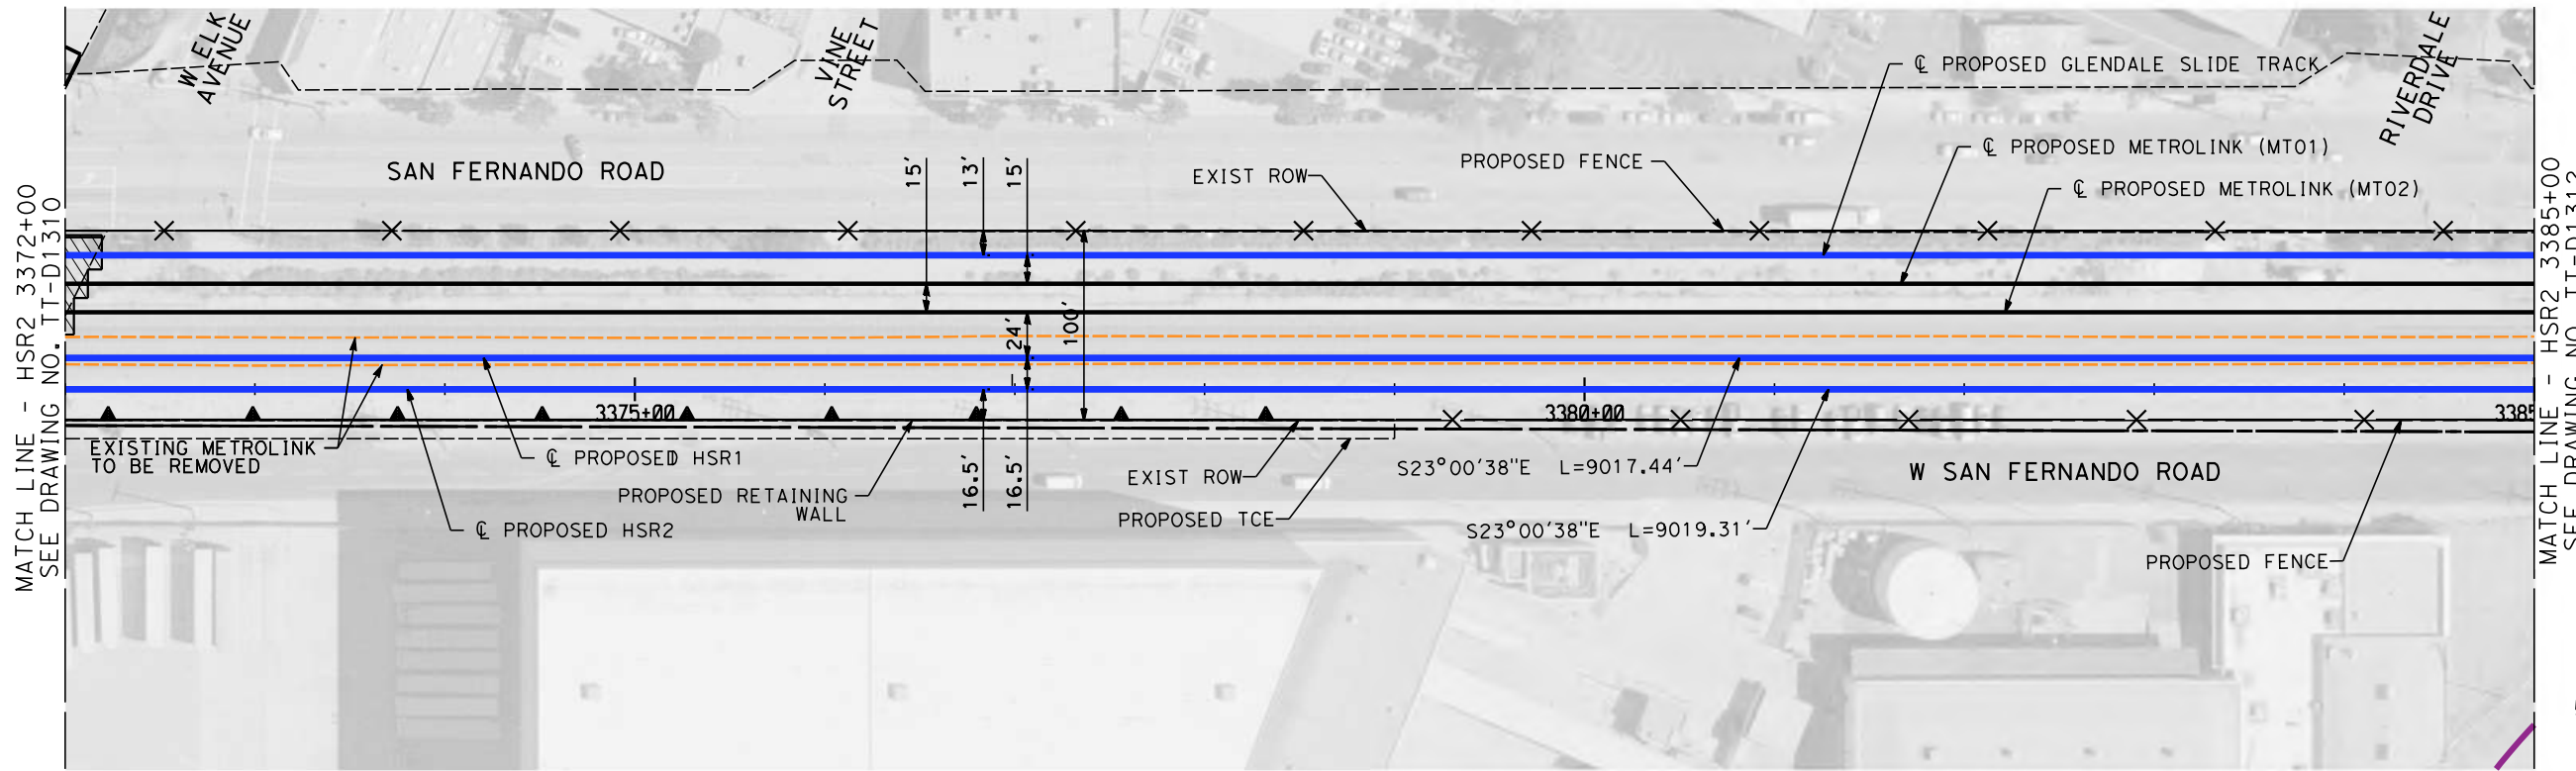 W ELK
AVENUE
VINE
STREET
RIVERDALE
DRIVE
℄ PROPOSED GLENDALE SLIDE TRACK
SAN FERNANDO ROAD
15'
13'
15'
EXIST ROW
PROPOSED FENCE
℄ PROPOSED METROLINK (MT01)
℄ PROPOSED METROLINK (MT02)
MATCH LINE - HSR2 3372+00
SEE DRAWING NO. TT-D1310
MATCH LINE - HSR2 3385+00
24'
100'
3375+00
3380+00
3385
EXISTING METROLINK
TO BE REMOVED
℄ PROPOSED HSR1
PROPOSED RETAINING
WALL
℄ PROPOSED HSR2
16.5'
16.5'
EXIST ROW
PROPOSED TCE
S23°00'38"E L=9017.44'
S23°00'38"E L=9019.31'
W SAN FERNANDO ROAD
PROPOSED FENCE